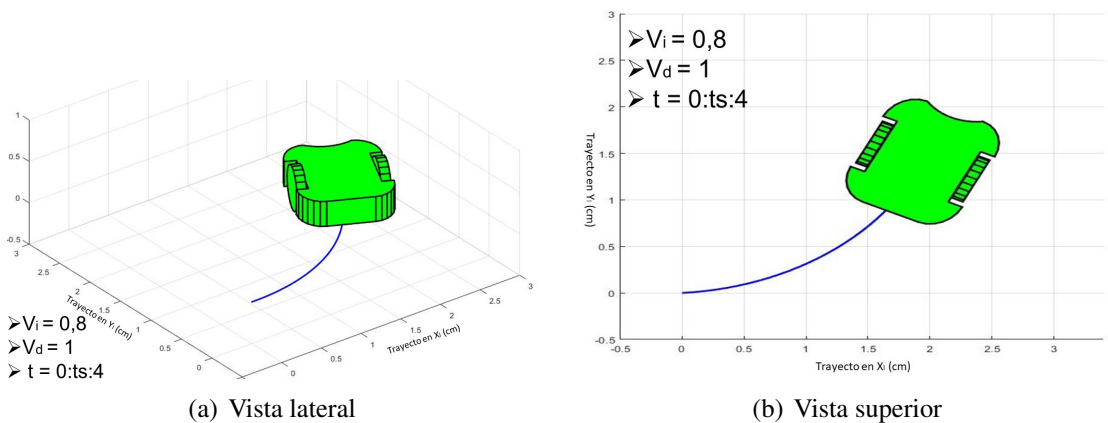 1
0.5
0
-0.5
3
2.5
2
1.5
1
0.5
0
Trayecto en Yᵢ (cm)
0
0.5
1
1.5
2
2.5
3
Trayecto en Xᵢ (cm)
➢Vi = 0,8
➢Vd = 1
➢ t = 0:ts:4
(a) Vista lateral
➢Vi = 0,8
➢Vd = 1
➢ t = 0:ts:4
3
2.5
2
1.5
1
0.5
0
-0.5
Trayecto en Yᵢ (cm)
-0.5
0
0.5
1
1.5
2
2.5
3
Trayecto en Xᵢ (cm)
(b) Vista superior